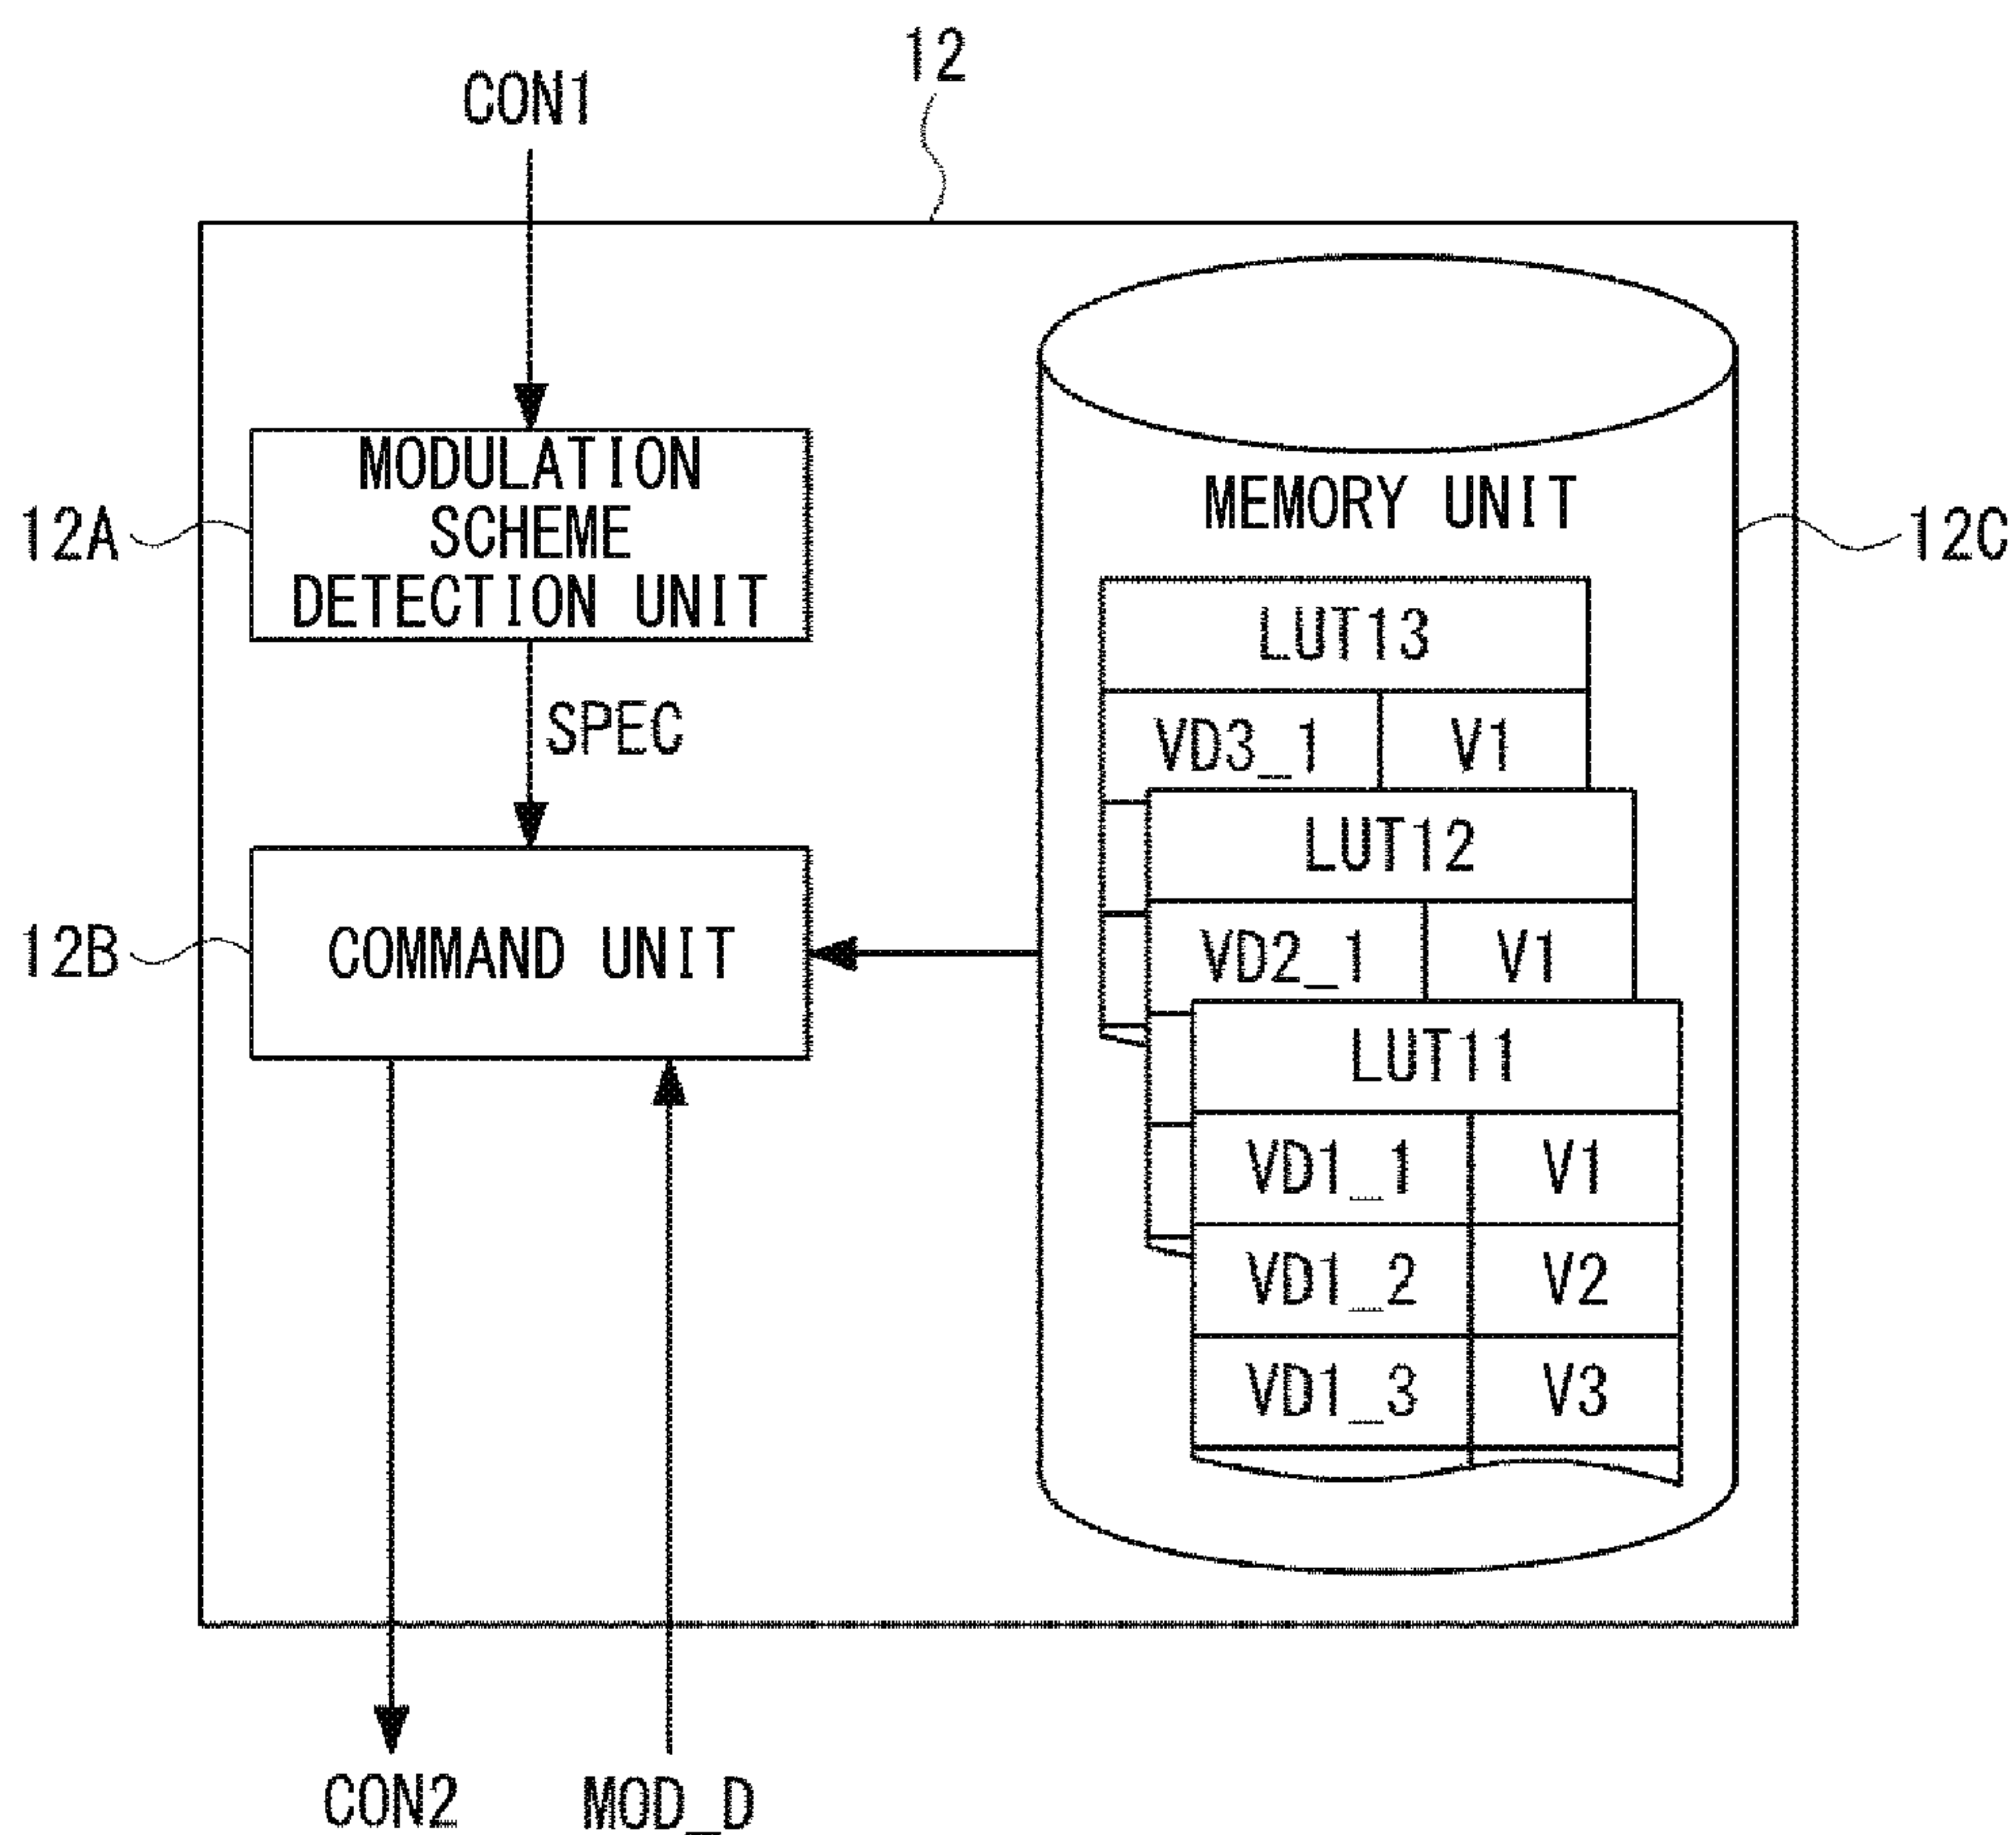 12
CON1
MODULATION
SCHEME
DETECTION UNIT
12A
MEMORY UNIT
12C
LUT13
VD3_1 V1
SPEC
LUT12
VD2_1 V1
COMMAND UNIT
12B
LUT11
VD1_1 V1
VD1_2 V2
VD1_3 V3
CON2
MOD_D